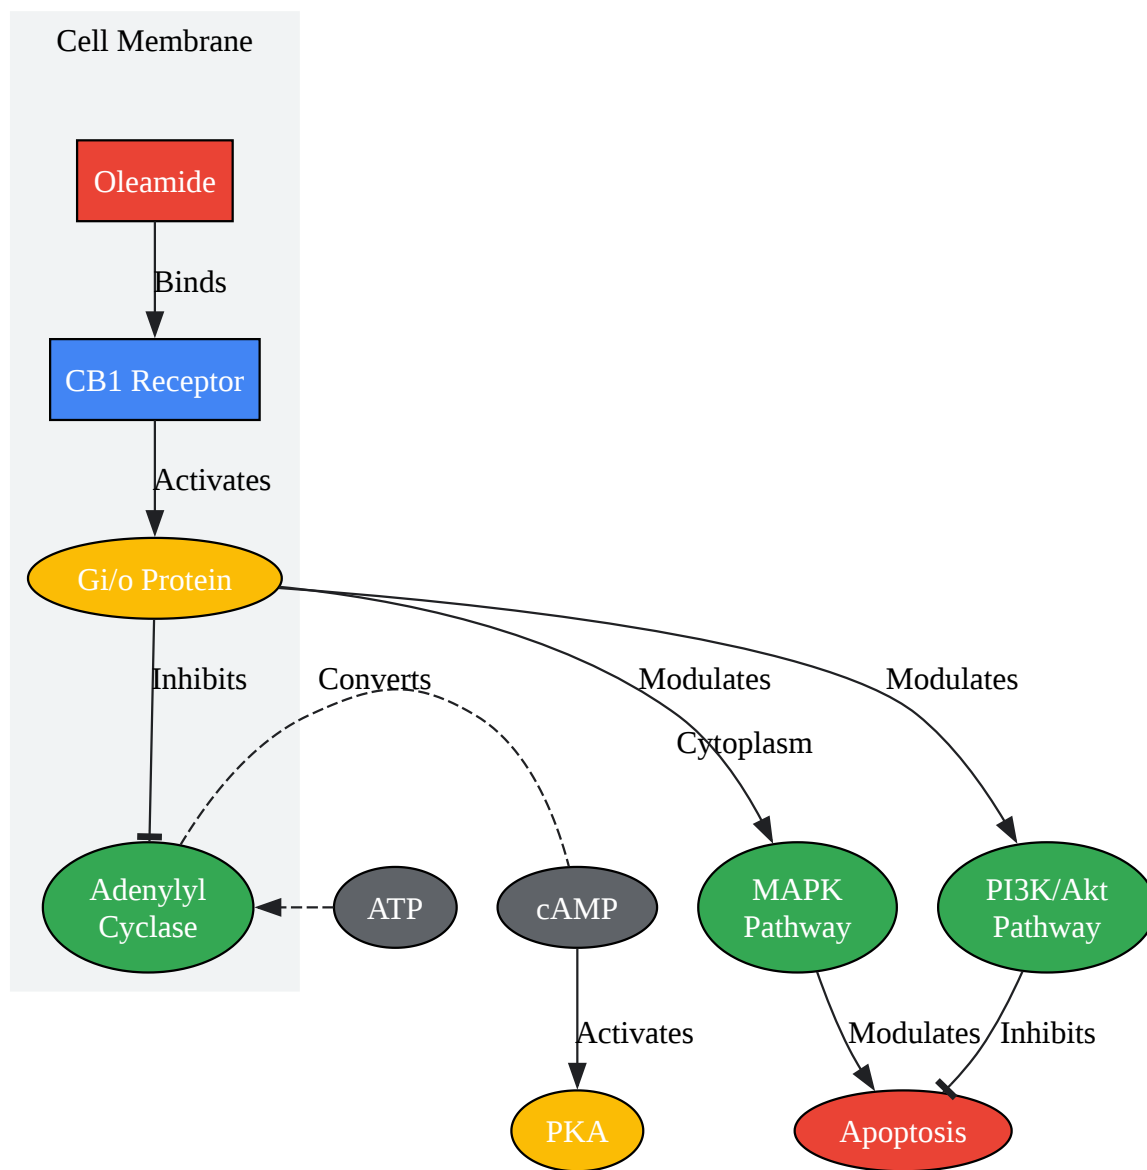 Cell Membrane
Oleamide
Binds
CB1 Receptor
Activates
Gi/o Protein
Inhibits
Converts
Modulates
Modulates
Cytoplasm
Adenylyl
Cyclase
ATP
cAMP
MAPK
Pathway
PI3K/Akt
Pathway
Activates
Modulates
Inhibits
PKA
Apoptosis